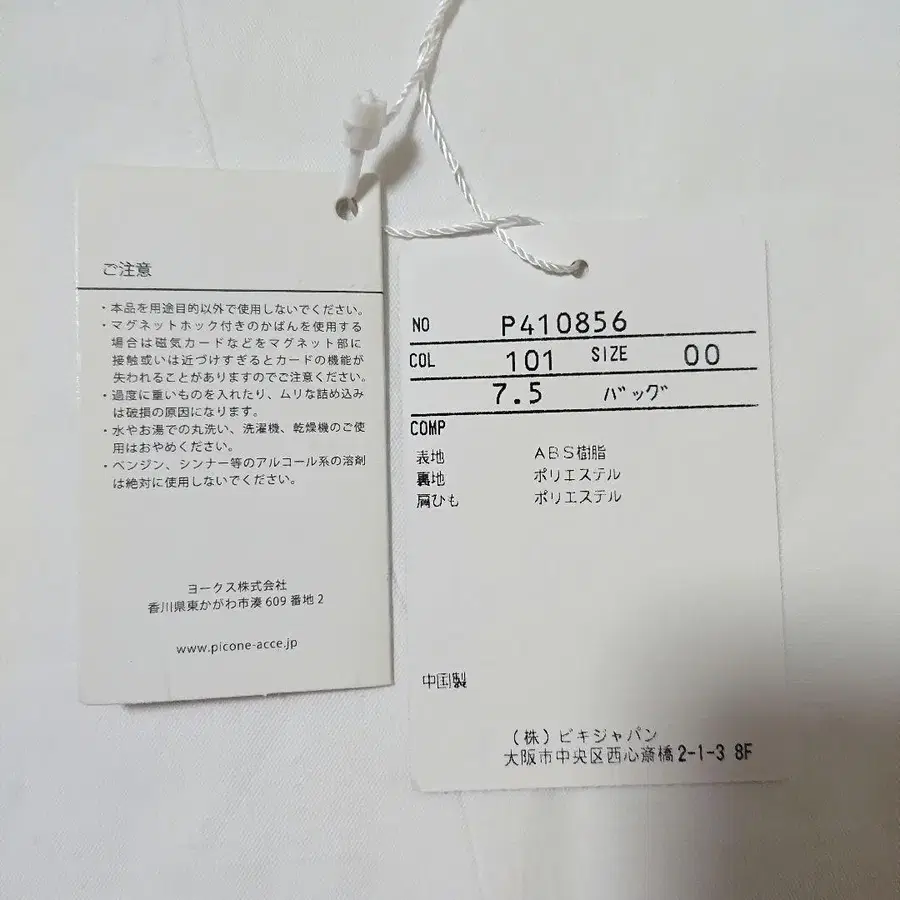 ご注意
・本品を用途目的以外で使用しないでください。
・マグネットホック付きのかばんを使用する
場合は磁気カードなどをマグネット部に
接触或いは近づけすぎるとカードの機能が
失われることがありますのでご注意ください。
・過度に重いものを入れたり、ムリな詰め込み
は破損の原因になります。
・水やお湯での丸洗い、洗濯機、乾燥機のご使
用はおやめください。
・ベンジン、シンナー等のアルコール系の溶剤
は絶対に使用しないでください。
ヨークス株式会社
香川県東かがわ市湊 609 番地 2
www.picone-acce.jp
NO P410856
COL 101 SIZE 00
7.5 バッグ
COMP
表地 ABS樹脂
裏地 ポリエステル
肩ひも ポリエステル
中国製
(株)ビキジャパン
大阪市中央区西心斎橋2-1-3 8F